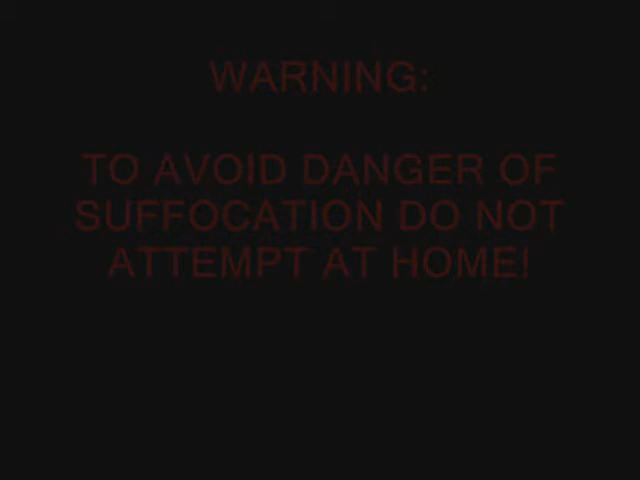 WARNING:
TO AVOID DANGER OF
SUFFOCATION DO NOT
ATTEMPT AT HOME!